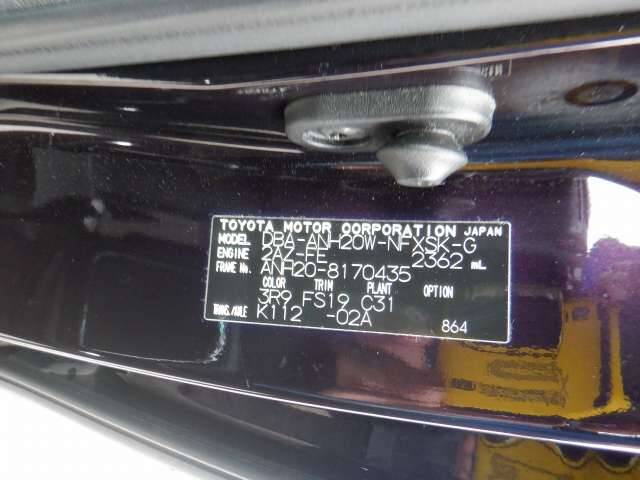 TOYOTA MOTOR CORPORATION JAPAN
MODEL DBA-ANH20W-NFXSK-G
ENGINE 2AZ-FE 2362 mL
FRAME No. ANH20-8170435
COLOR TRIM PLANT OPTION
3R9 FS19 C31
TRANS./AXLE K112 -02A
864